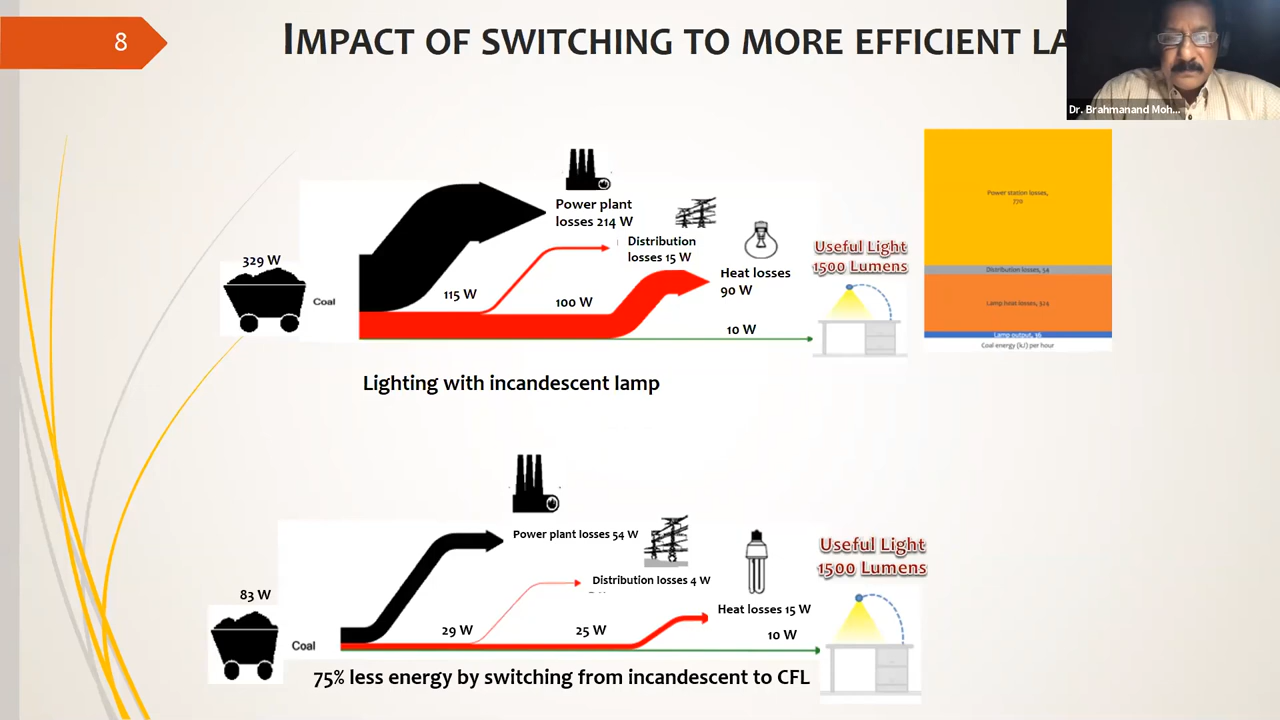 8
IMPACT OF SWITCHING TO MORE EFFICIENT LA
Dr. Brahmanand Moh...
Power plant
losses 214 W
Distribution
losses 15 W
Heat losses
90 W
Useful Light
1500 Lumens
329 W
Coal
115 W
100 W
10 W
Power station losses,
770
Distribution losses, 54
Lamp heat losses, 324
Lamp output, 36
Coal energy (kJ) per hour
Lighting with incandescent lamp
Power plant losses 54 W
Distribution losses 4 W
Heat losses 15 W
Useful Light
1500 Lumens
83 W
Coal
29 W
25 W
10 W
75% less energy by switching from incandescent to CFL